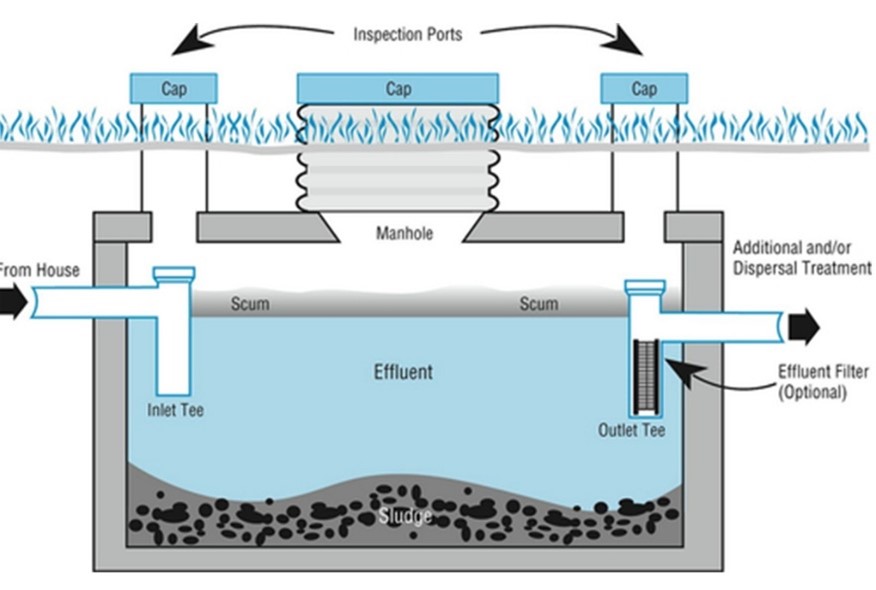 Inspection Ports
Cap
Cap
Cap
Manhole
From House
Additional and/or
Dispersal Treatment
Scum
Scum
Effluent
Effluent Filter
(Optional)
Inlet Tee
Outlet Tee
Sludge